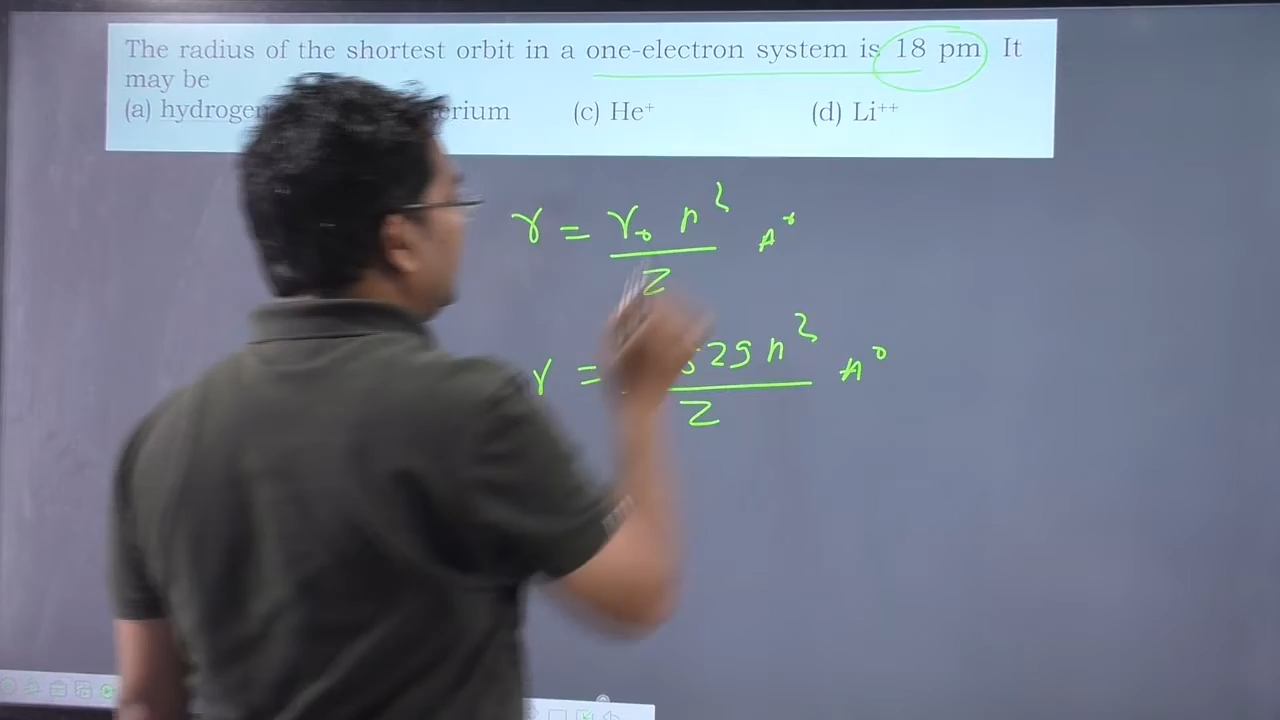 The radius of the shortest orbit in a one-electron system is 18 pm It
may be
(a) hydrogen erium (c) He⁺ (d) Li⁺⁺
r = r₀ n² A°
z
r = 529 n² A°
z